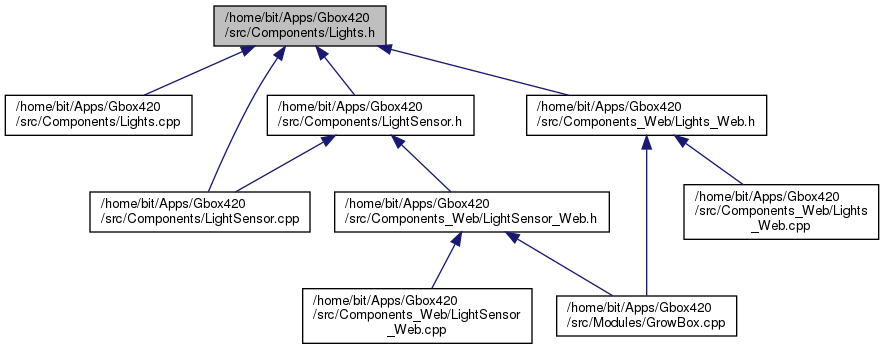 /home/bit/Apps/Gbox420
/src/Components/Lights.h
/home/bit/Apps/Gbox420
/src/Components/Lights.cpp
/home/bit/Apps/Gbox420
/src/Components/LightSensor.h
/home/bit/Apps/Gbox420
/src/Components_Web/Lights_Web.h
/home/bit/Apps/Gbox420
/src/Components/LightSensor.cpp
/home/bit/Apps/Gbox420
/src/Components_Web/LightSensor_Web.h
/home/bit/Apps/Gbox420
/src/Components_Web/Lights
_Web.cpp
/home/bit/Apps/Gbox420
/src/Components_Web/LightSensor
_Web.cpp
/home/bit/Apps/Gbox420
/src/Modules/GrowBox.cpp